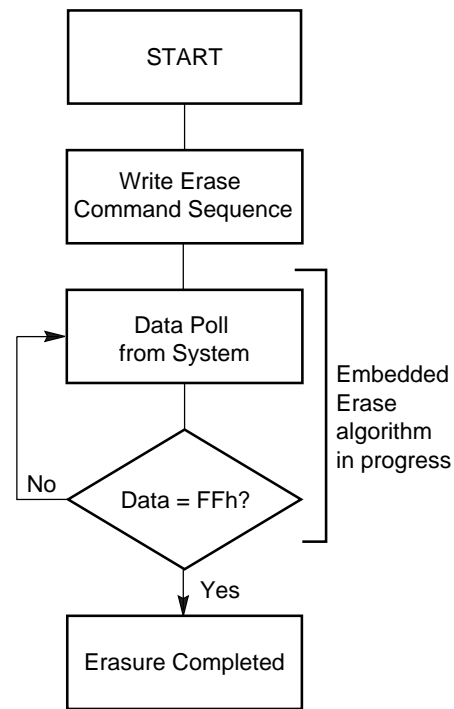 START
Write Erase
Command Sequence
Data Poll
from System
Embedded
Erase
algorithm
in progress
No
Data = FFh?
Yes
Erasure Completed